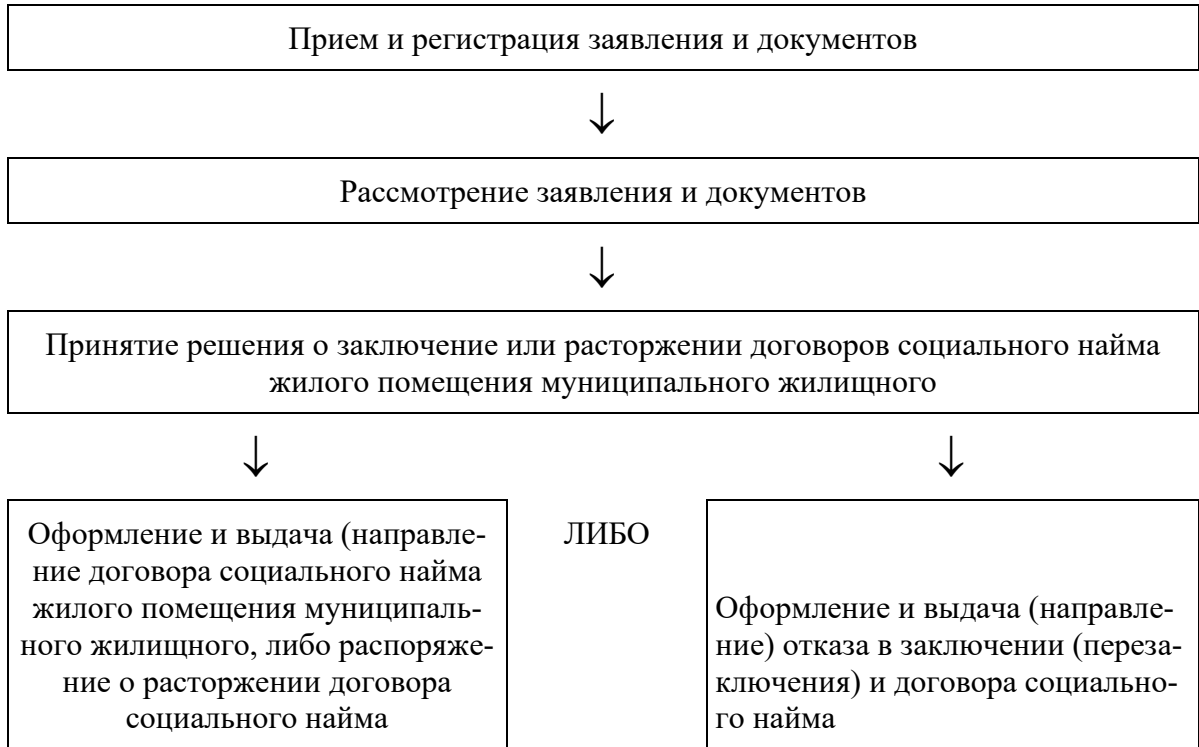 Прием и регистрация заявления и документов
↓
Рассмотрение заявления и документов
↓
Принятие решения о заключение или расторжении договоров социального найма
жилого помещения муниципального жилищного
↓
↓
Оформление и выдача (направле-
ние договора социального найма
жилого помещения муниципаль-
ного жилищного, либо распоряже-
ние о расторжении договора
социального найма
ЛИБО
Оформление и выдача (направле-
ние) отказа в заключении (переза-
ключения) и договора социально-
го найма